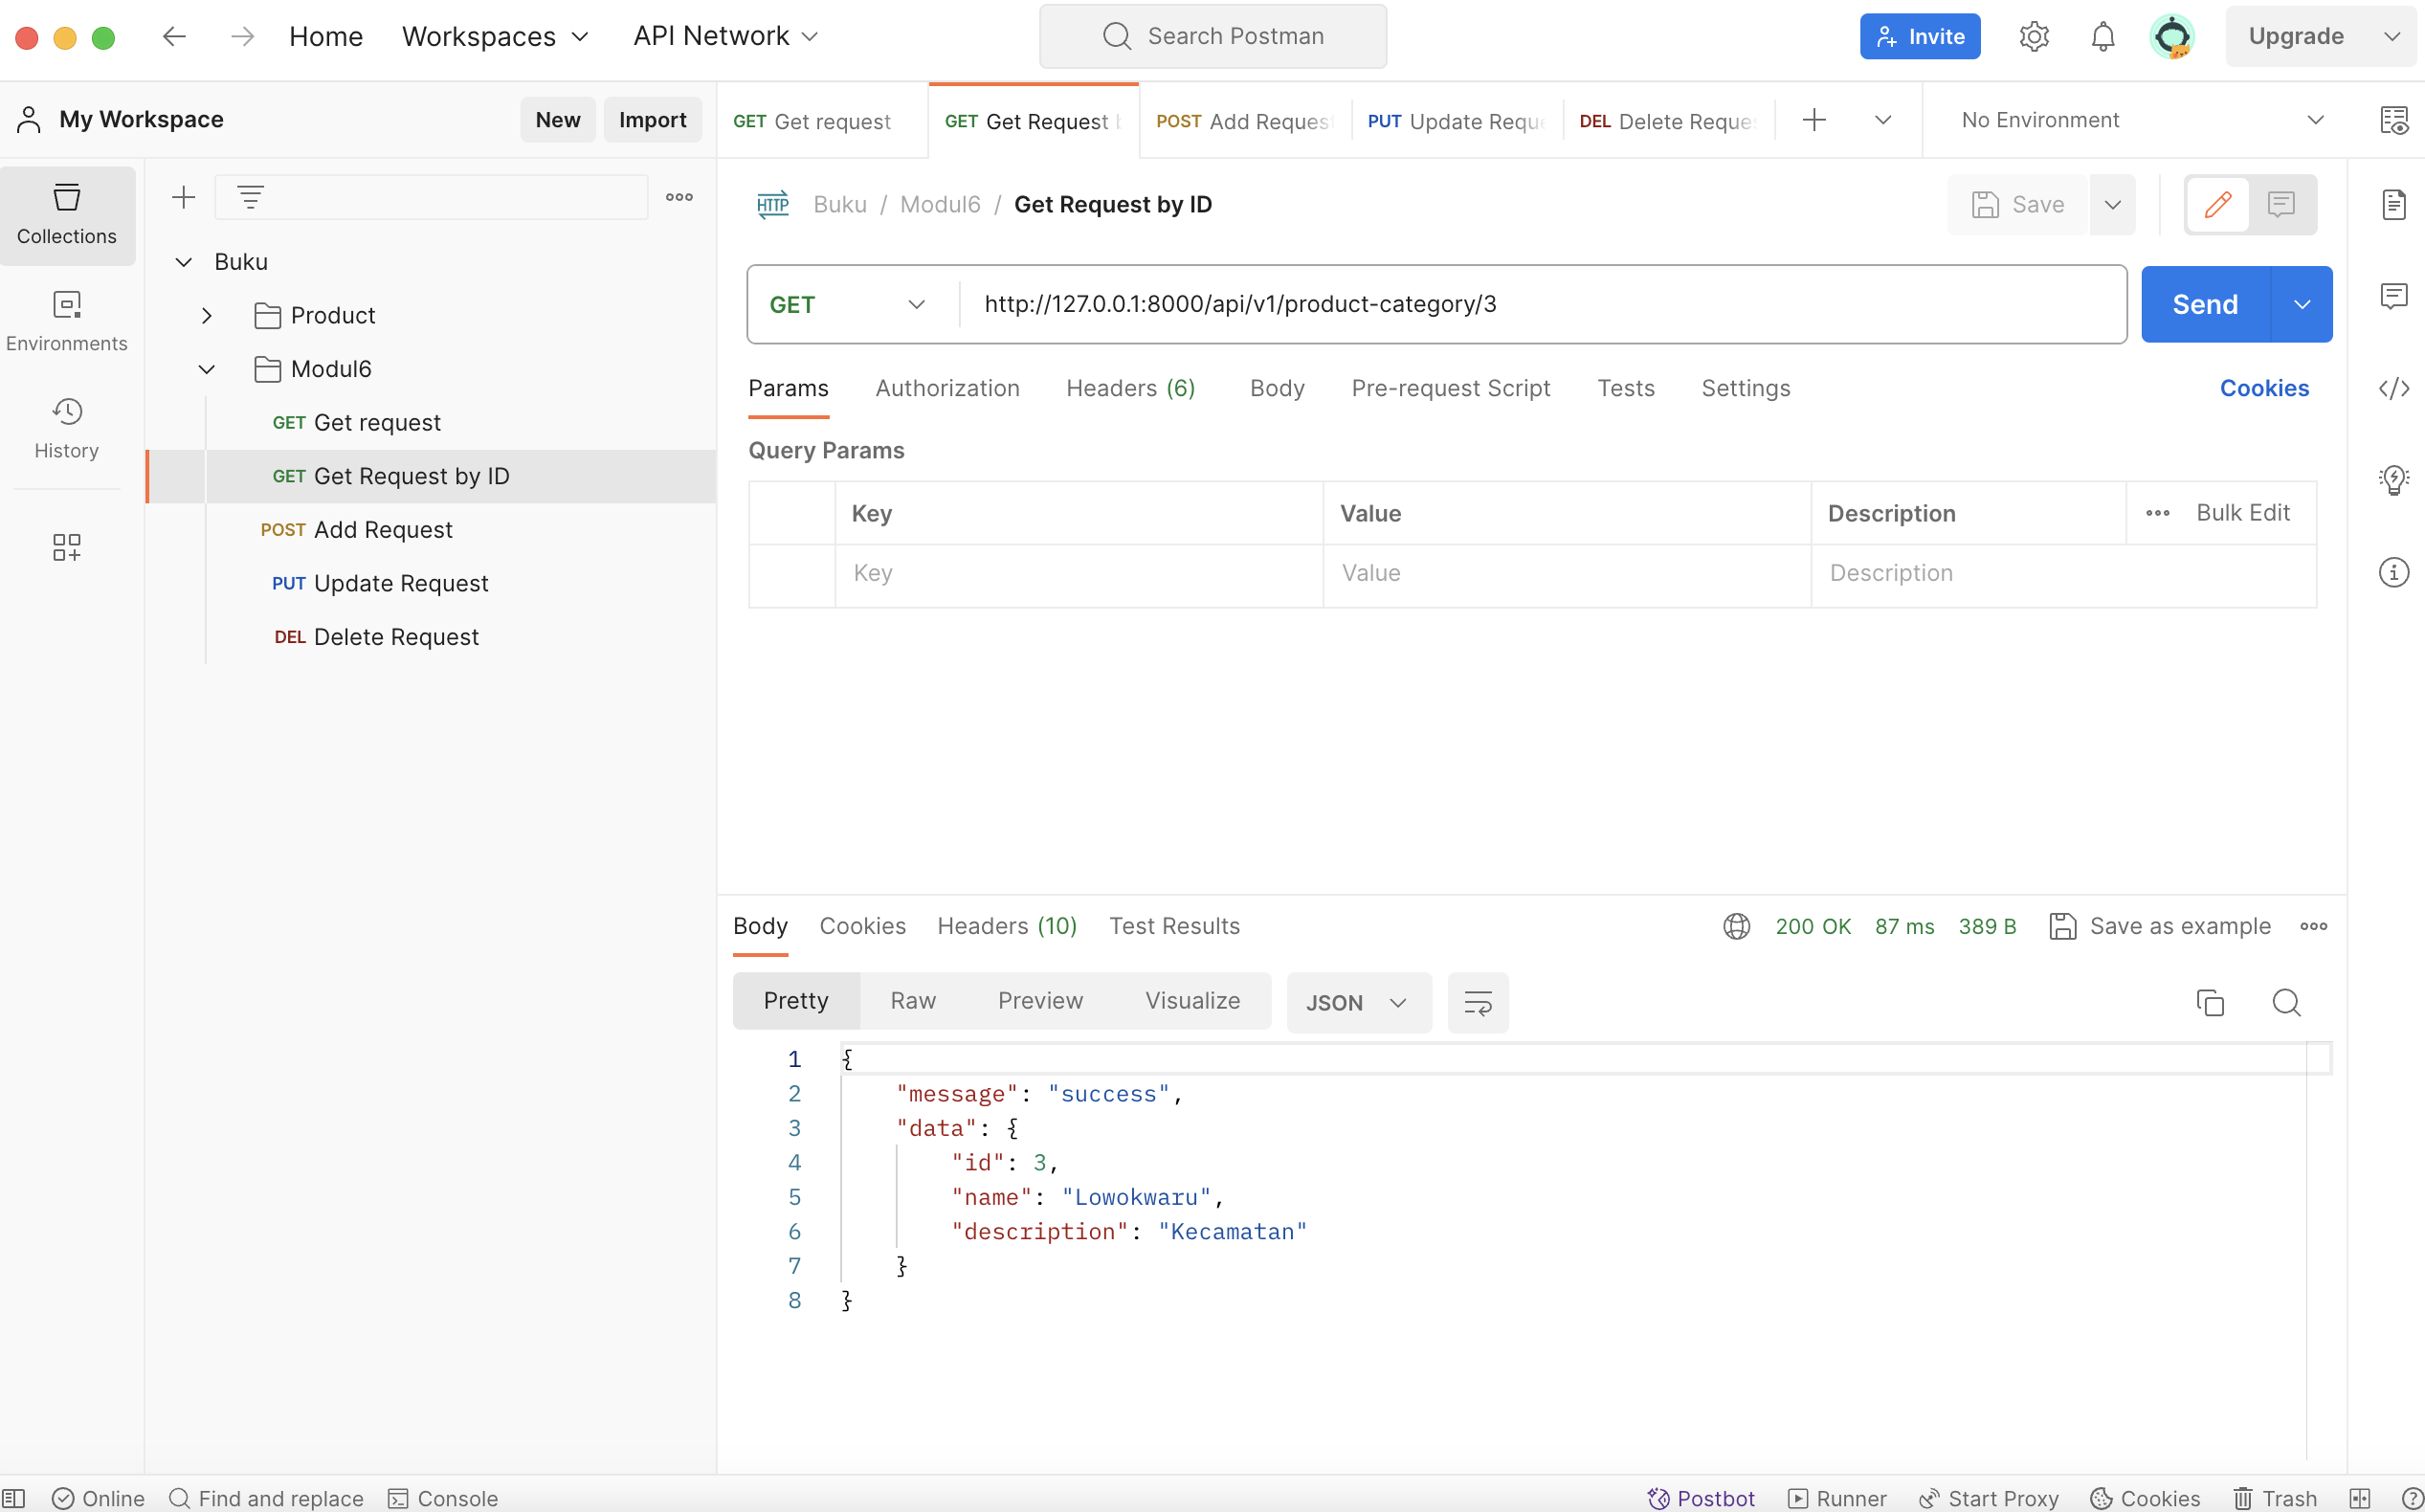 Home Workspaces API Network Search Postman Invite Upgrade
My Workspace New Import
GET Get request GET Get Request b POST Add Request PUT Update Reque DEL Delete Reques No Environment
Collections
Environments
History
Buku
Product
Modul6
GET Get request
GET Get Request by ID
POST Add Request
PUT Update Request
DEL Delete Request
HTTP Buku / Modul6 / Get Request by ID Save
GET http://127.0.0.1:8000/api/v1/product-category/3 Send
Params Authorization Headers (6) Body Pre-request Script Tests Settings Cookies
Query Params
Key Value Description Bulk Edit
Key Value Description
Body Cookies Headers (10) Test Results 200 OK 87 ms 389 B Save as example
Pretty Raw Preview Visualize JSON
1 {
2 "message": "success",
3 "data": {
4 "id": 3,
5 "name": "Lowokwaru",
6 "description": "Kecamatan"
7 }
8 }
Online Find and replace Console Postbot Runner Start Proxy Cookies Trash